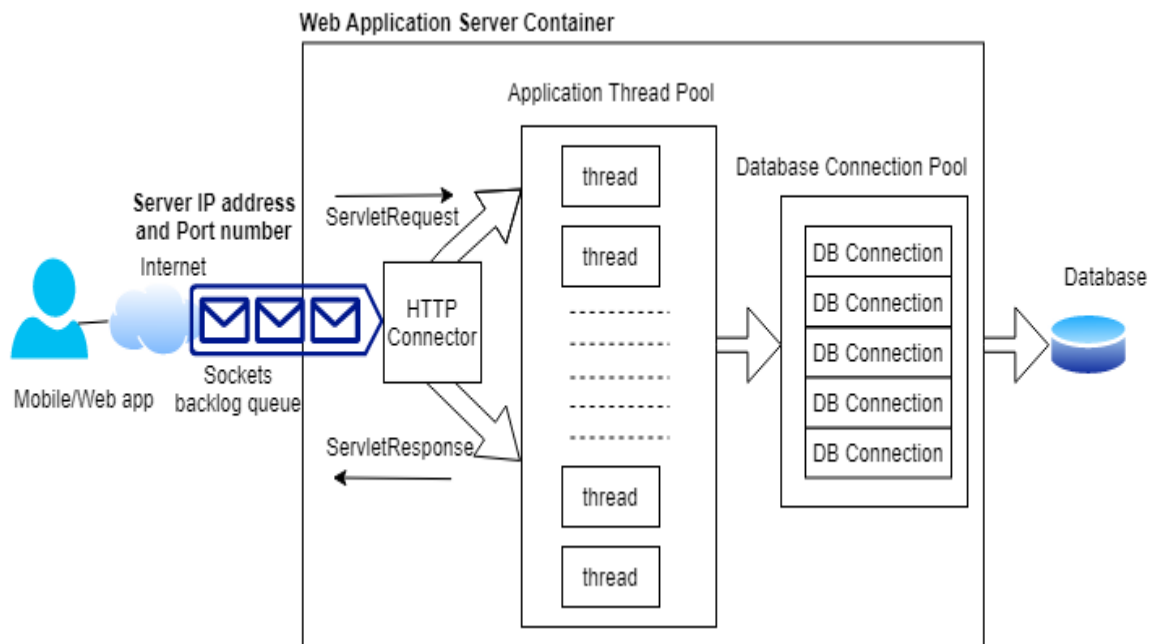 Web Application Server Container
Application Thread Pool
thread
thread
thread
thread
Database Connection Pool
DB Connection
DB Connection
DB Connection
DB Connection
DB Connection
Database
Server IP address
and Port number
Internet
ServletRequest
HTTP
Connector
Sockets
backlog queue
Mobile/Web app
ServletResponse